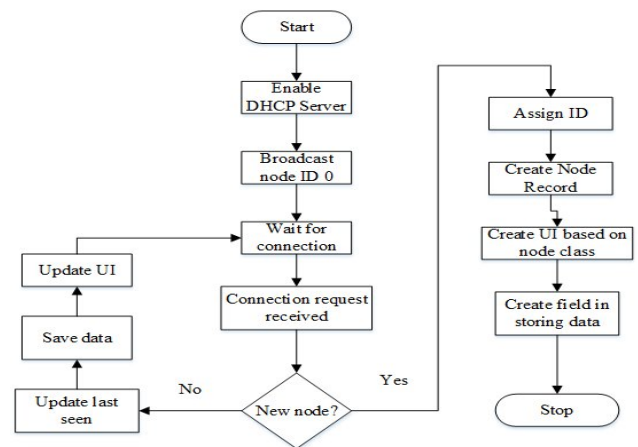 Start
Enable
DHCP Server
Broadcast
node ID 0
Wait for
connection
Connection request
received
New node?
No
Yes
Update last
seen
Save data
Update UI
Assign ID
Create Node
Record
Create UI based on
node class
Create field in
storing data
Stop